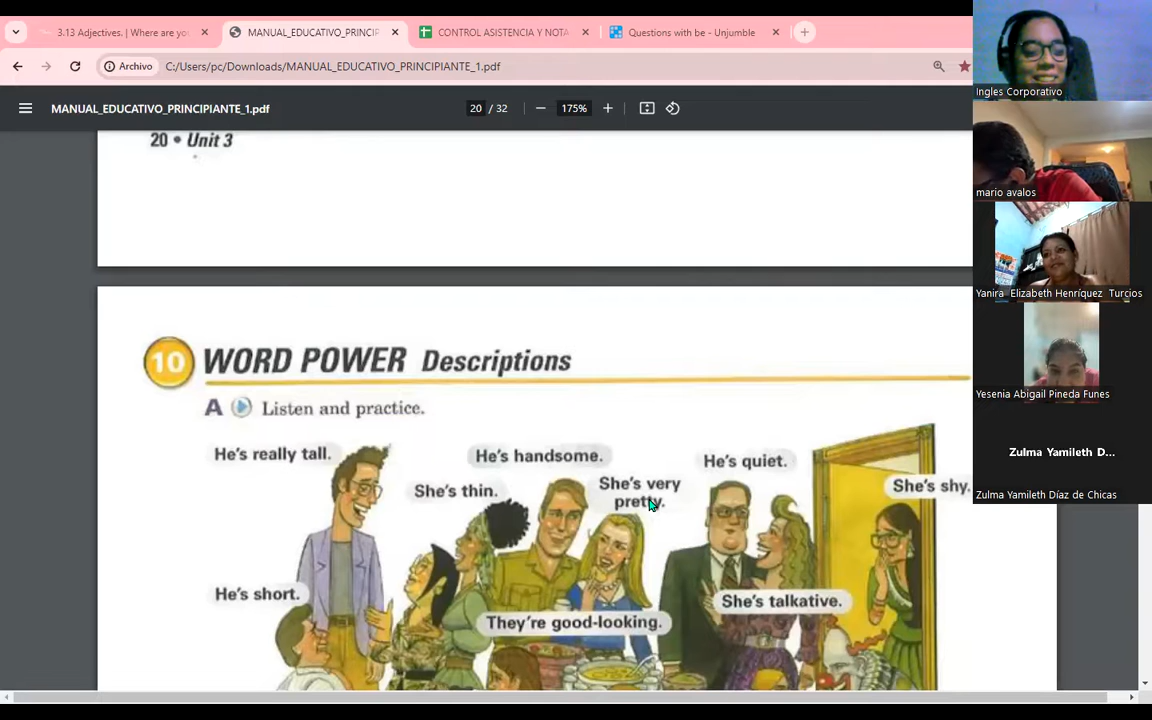 3.13 Adjectives. | Where are you
MANUAL_EDUCATIVO_PRINCIP
CONTROL ASISTENCIA Y NOTA
Questions with be - Unjumble
Archivo
C:/Users/pc/Downloads/MANUAL_EDUCATIVO_PRINCIPIANTE_1.pdf
MANUAL_EDUCATIVO_PRINCIPIANTE_1.pdf
20 / 32
175%
20 • Unit 3
10 WORD POWER Descriptions
A Listen and practice.
He's really tall.
He's handsome.
He's quiet.
She's thin.
She's very
pretty.
She's shy.
He's short.
They're good-looking.
She's talkative.
Ingles Corporativo
mario avalos
Yanira Elizabeth Henríquez Turcios
Yesenia Abigail Pineda Funes
Zulma Yamileth D...
Zulma Yamileth Díaz de Chicas